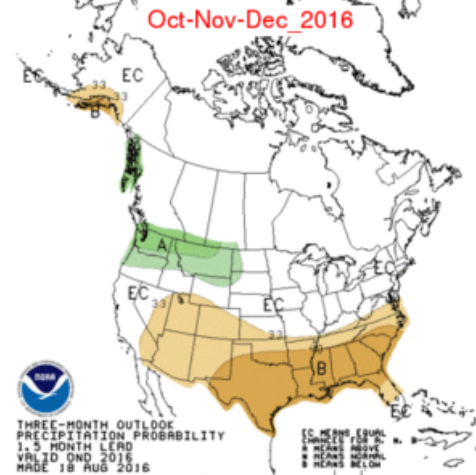 Oct-Nov-Dec_2016
EC
EC
33
33
B
A
EC
EC
33
EC
33
B
EC
NOAA
THREE-MONTH OUTLOOK
PRECIPITATION PROBABILITY
1.5 MONTH LEAD
VALID OND 2016
MADE 18 AUG 2016
EC MEANS EQUAL
CHANCES FOR A, N, B
A MEANS ABOVE
N MEANS NORMAL
B MEANS BELOW